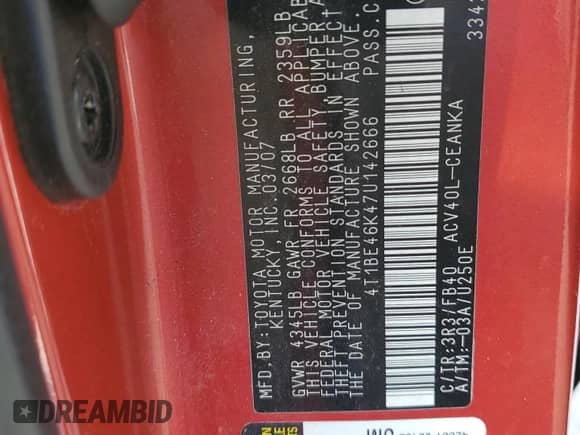 MFD.BY:TOYOTA MOTOR MANUFACTURING,
KENTUCKY, INC. 03/07
GVWR 4345LB GAWR FR 2668LB RR 2359LB
THIS VEHICLE CONFORMS TO ALL APPLICAB
FEDERAL MOTOR VEHICLE SAFETY, BUMPER, A
THEFT PREVENTION STANDARDS IN EFFECT
THE DATE OF MANUFACTURE SHOWN ABOVE.
4T1BE46K47U142666 PASS.C
C/TR:3R3/FB40 ACV40L-CEANKA
A/TM:-03A/U250E
334
DREAMBID